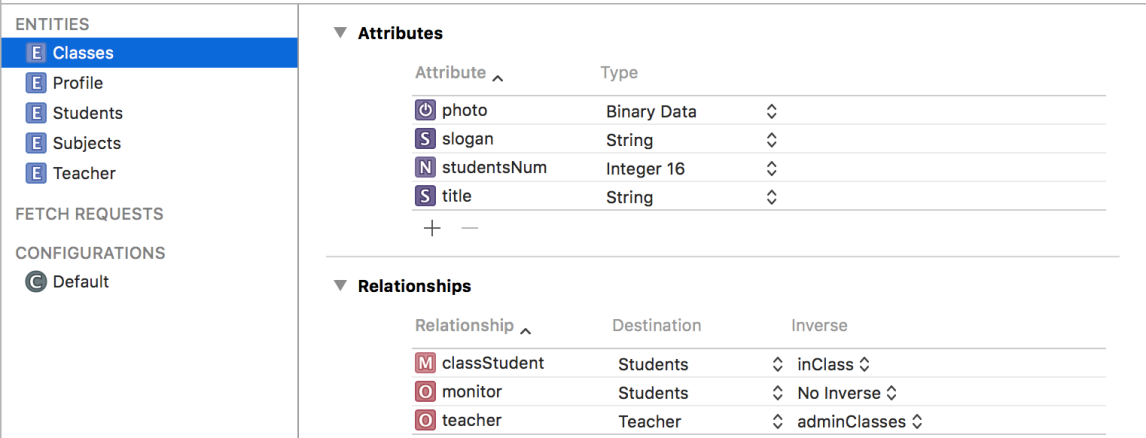 ENTITIES
E Classes
E Profile
E Students
E Subjects
E Teacher
FETCH REQUESTS
CONFIGURATIONS
C Default
Attributes
Attribute Type
photo Binary Data
S slogan String
N studentsNum Integer 16
S title String
Relationships
Relationship Destination Inverse
M classStudent Students inClass
O monitor Students No Inverse
O teacher Teacher adminClasses